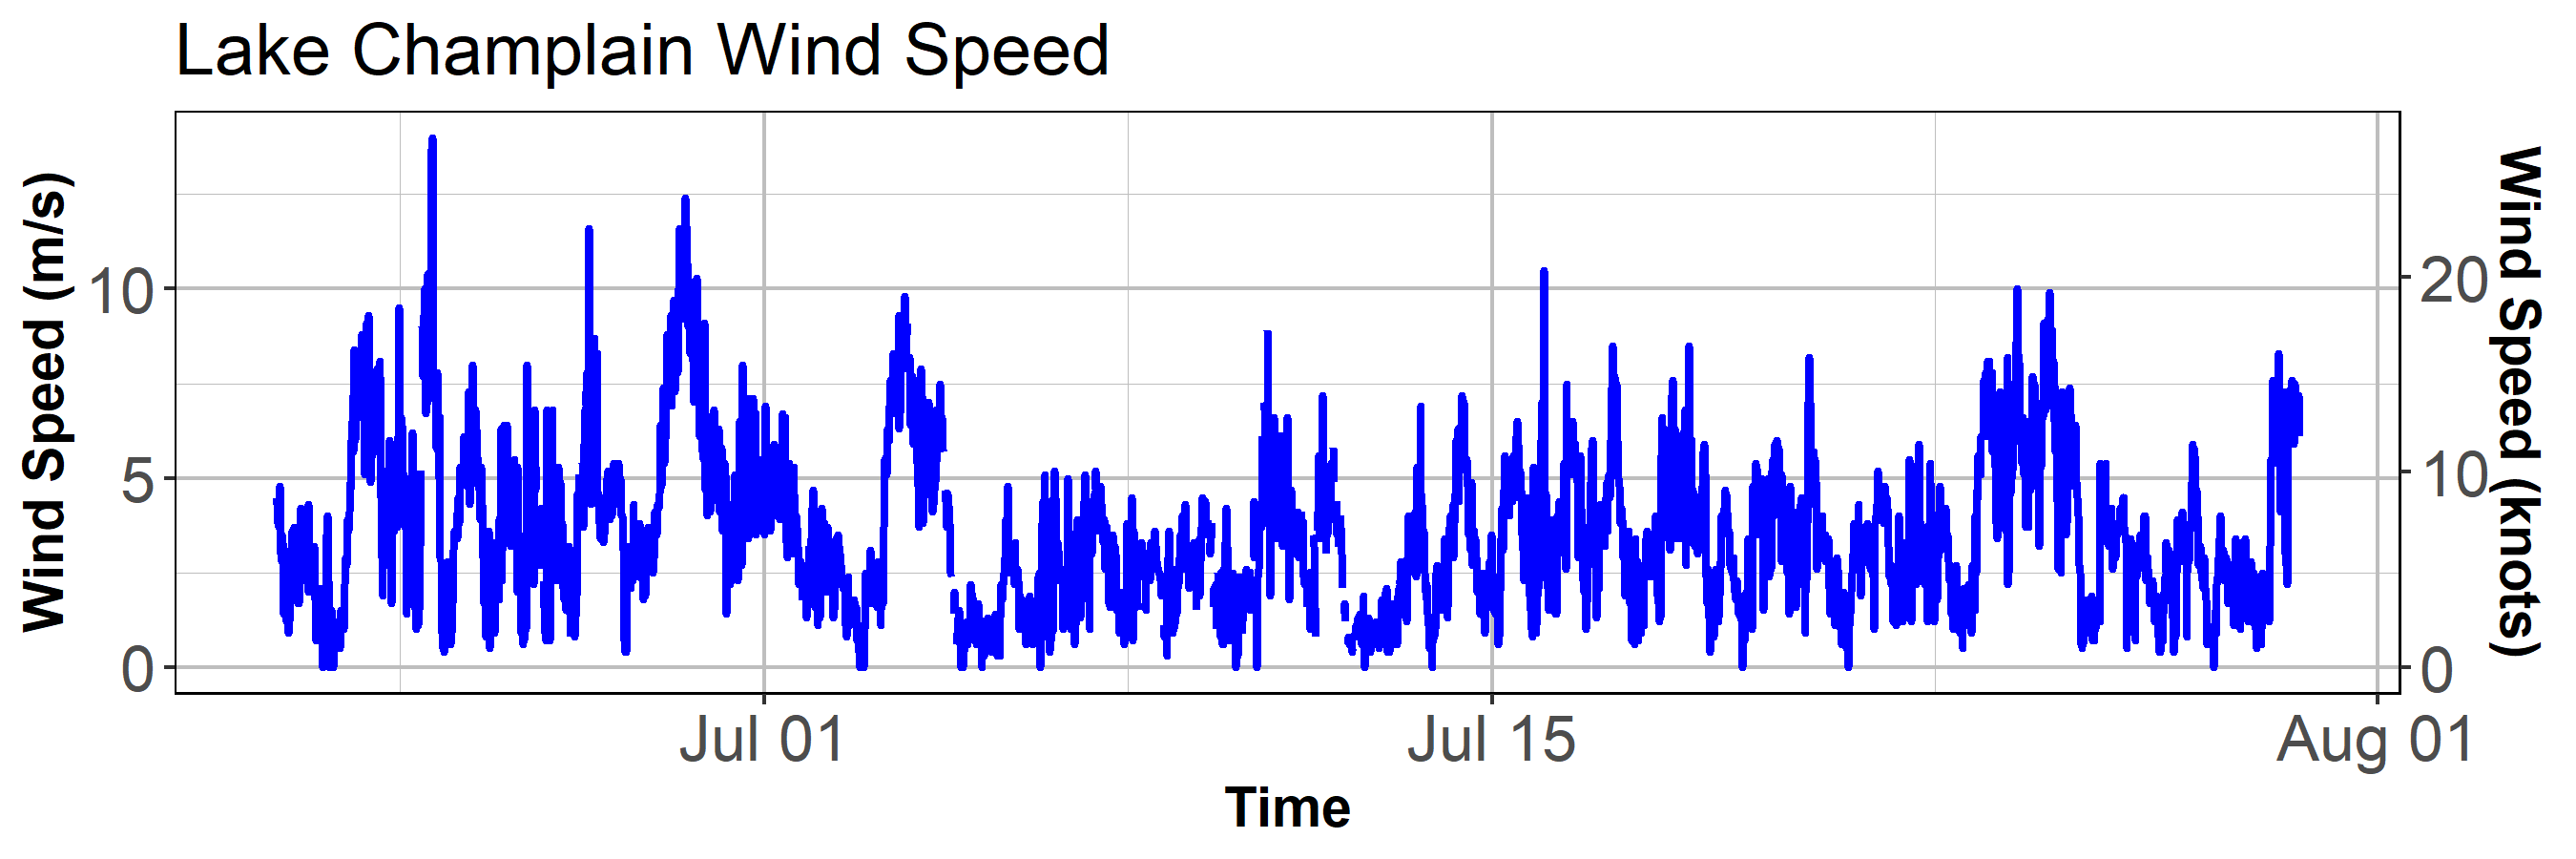 Lake Champlain Wind Speed
Wind Speed (m/s)
10
5
0
20
10
0
Wind Speed (knots)
Jul 01
Jul 15
Aug 01
Time